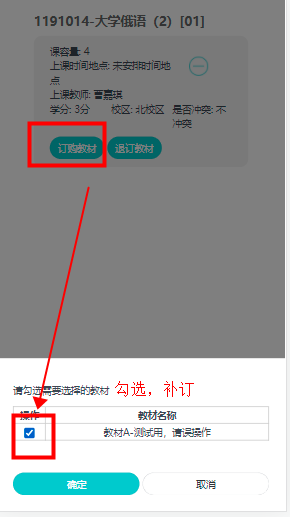 1191014-大学俄语（2）[01]
课容量: 4
上课时间地点: 未安排时间地
点
上课教师: 曹嘉琪
学分: 3分 校区: 北校区 是否冲突: 不
冲突
订购教材 退订教材
请勾选需要选择的教材 勾选，补订
操作 教材名称
教材A-测试用，请误操作
确定 取消